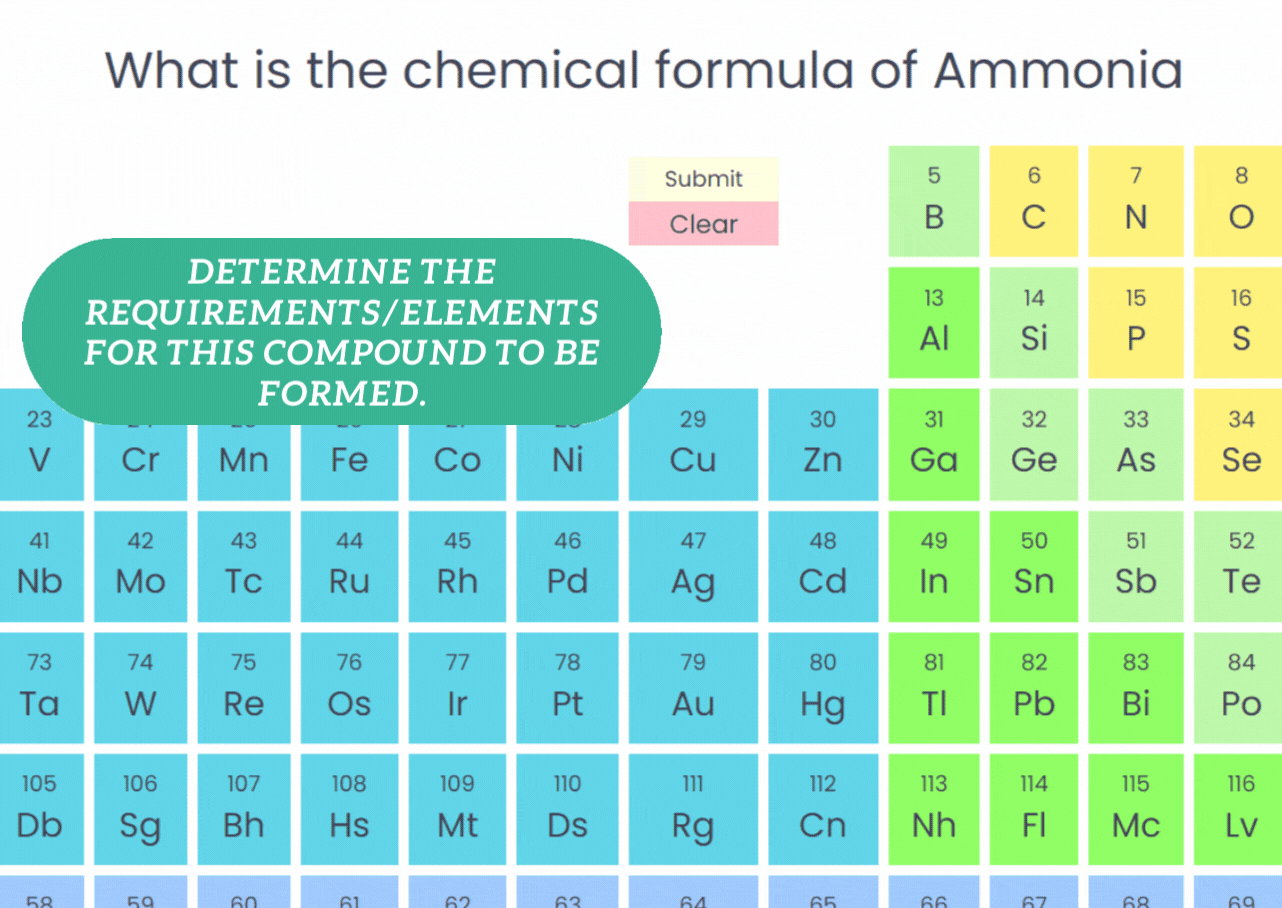 What is the chemical formula of Ammonia
Submit
Clear
DETERMINE THE
REQUIREMENTS/ELEMENTS
FOR THIS COMPOUND TO BE
FORMED.
5 6 7 8
B C N O
13 14 15 16
Al Si P S
23 29 30 31 32 33 34
V Cr Mn Fe Co Ni Cu Zn Ga Ge As Se
41 42 43 44 45 46 47 48 49 50 51 52
Nb Mo Tc Ru Rh Pd Ag Cd In Sn Sb Te
73 74 75 76 77 78 79 80 81 82 83 84
Ta W Re Os Ir Pt Au Hg Tl Pb Bi Po
105 106 107 108 109 110 111 112 113 114 115 116
Db Sg Bh Hs Mt Ds Rg Cn Nh Fl Mc Lv
58 59 60 61 62 63 64 65 66 67 68 69